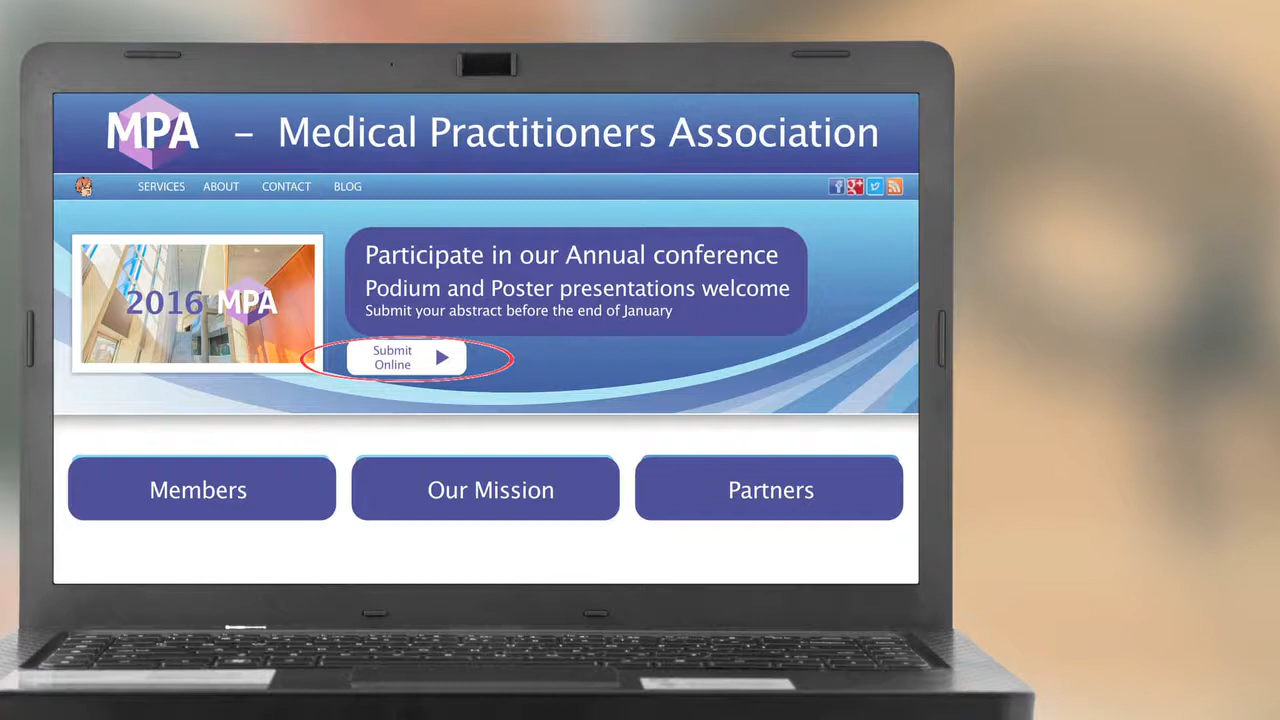 MPA – Medical Practitioners Association
SERVICES ABOUT CONTACT BLOG
2016 MPA
Participate in our Annual conference
Podium and Poster presentations welcome
Submit your abstract before the end of January
Submit
Online
Members Our Mission Partners